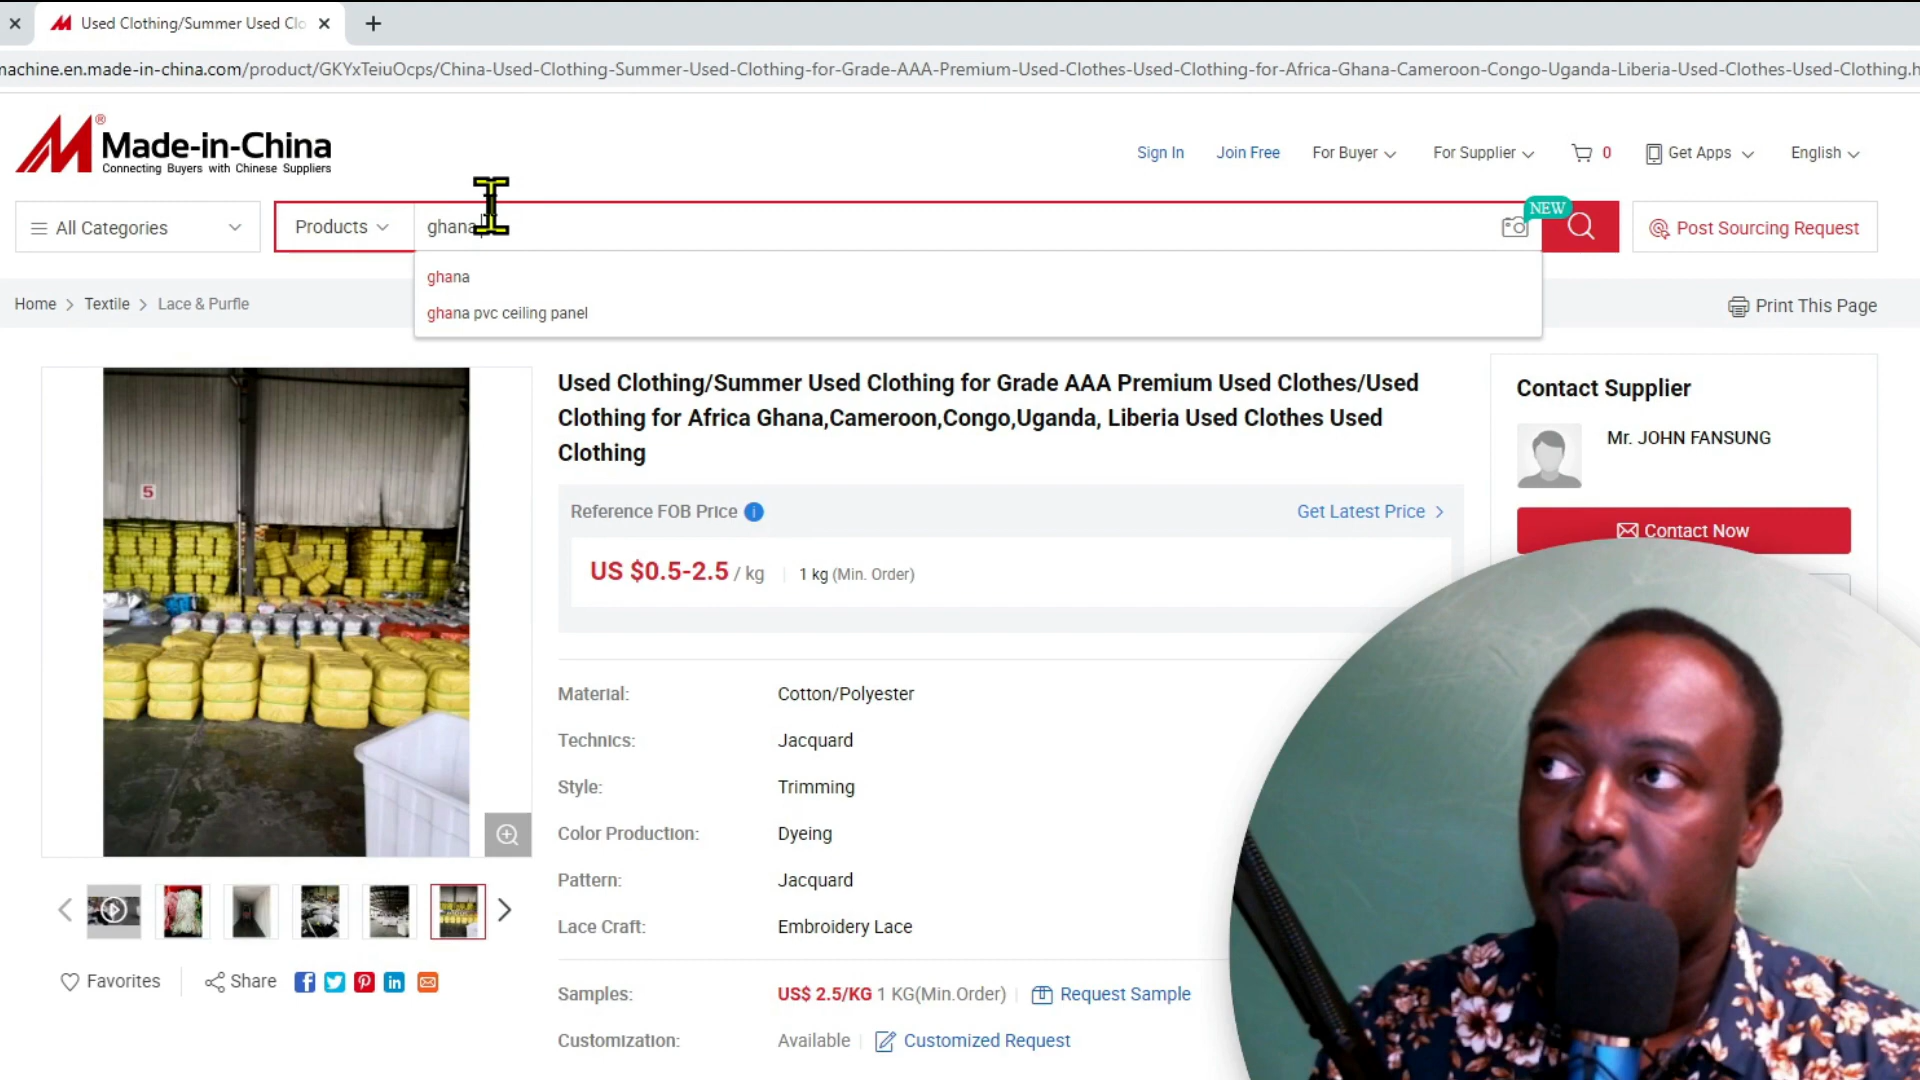 Used Clothing/Summer Used Clo
machine.en.made-in-china.com/product/GKYxTeiuOcps/China-Used-Clothing-Summer-Used-Clothing-for-Grade-AAA-Premium-Used-Clothes-Used-Clothing-for-Africa-Ghana-Cameroon-Congo-Uganda-Liberia-Used-Clothes-Used-Clothing.h
Made-in-China
®
Connecting Buyers with Chinese Suppliers
Sign In
Join Free
For Buyer
For Supplier
0
Get Apps
English
All Categories
Products
ghana
NEW
Post Sourcing Request
ghana
ghana pvc ceiling panel
Home > Textile > Lace & Purfle
Print This Page
Used Clothing/Summer Used Clothing for Grade AAA Premium Used Clothes/Used
Clothing for Africa Ghana,Cameroon,Congo,Uganda, Liberia Used Clothes Used
Clothing
Reference FOB Price
Get Latest Price
US $0.5-2.5 / kg
1 kg (Min. Order)
Contact Supplier
Mr. JOHN FANSUNG
Contact Now
5
Material: Cotton/Polyester
Technics: Jacquard
Style: Trimming
Color Production: Dyeing
Pattern: Jacquard
Lace Craft: Embroidery Lace
Favorites
Share
Samples: US$ 2.5/KG 1 KG(Min.Order) Request Sample
Customization: Available Customized Request